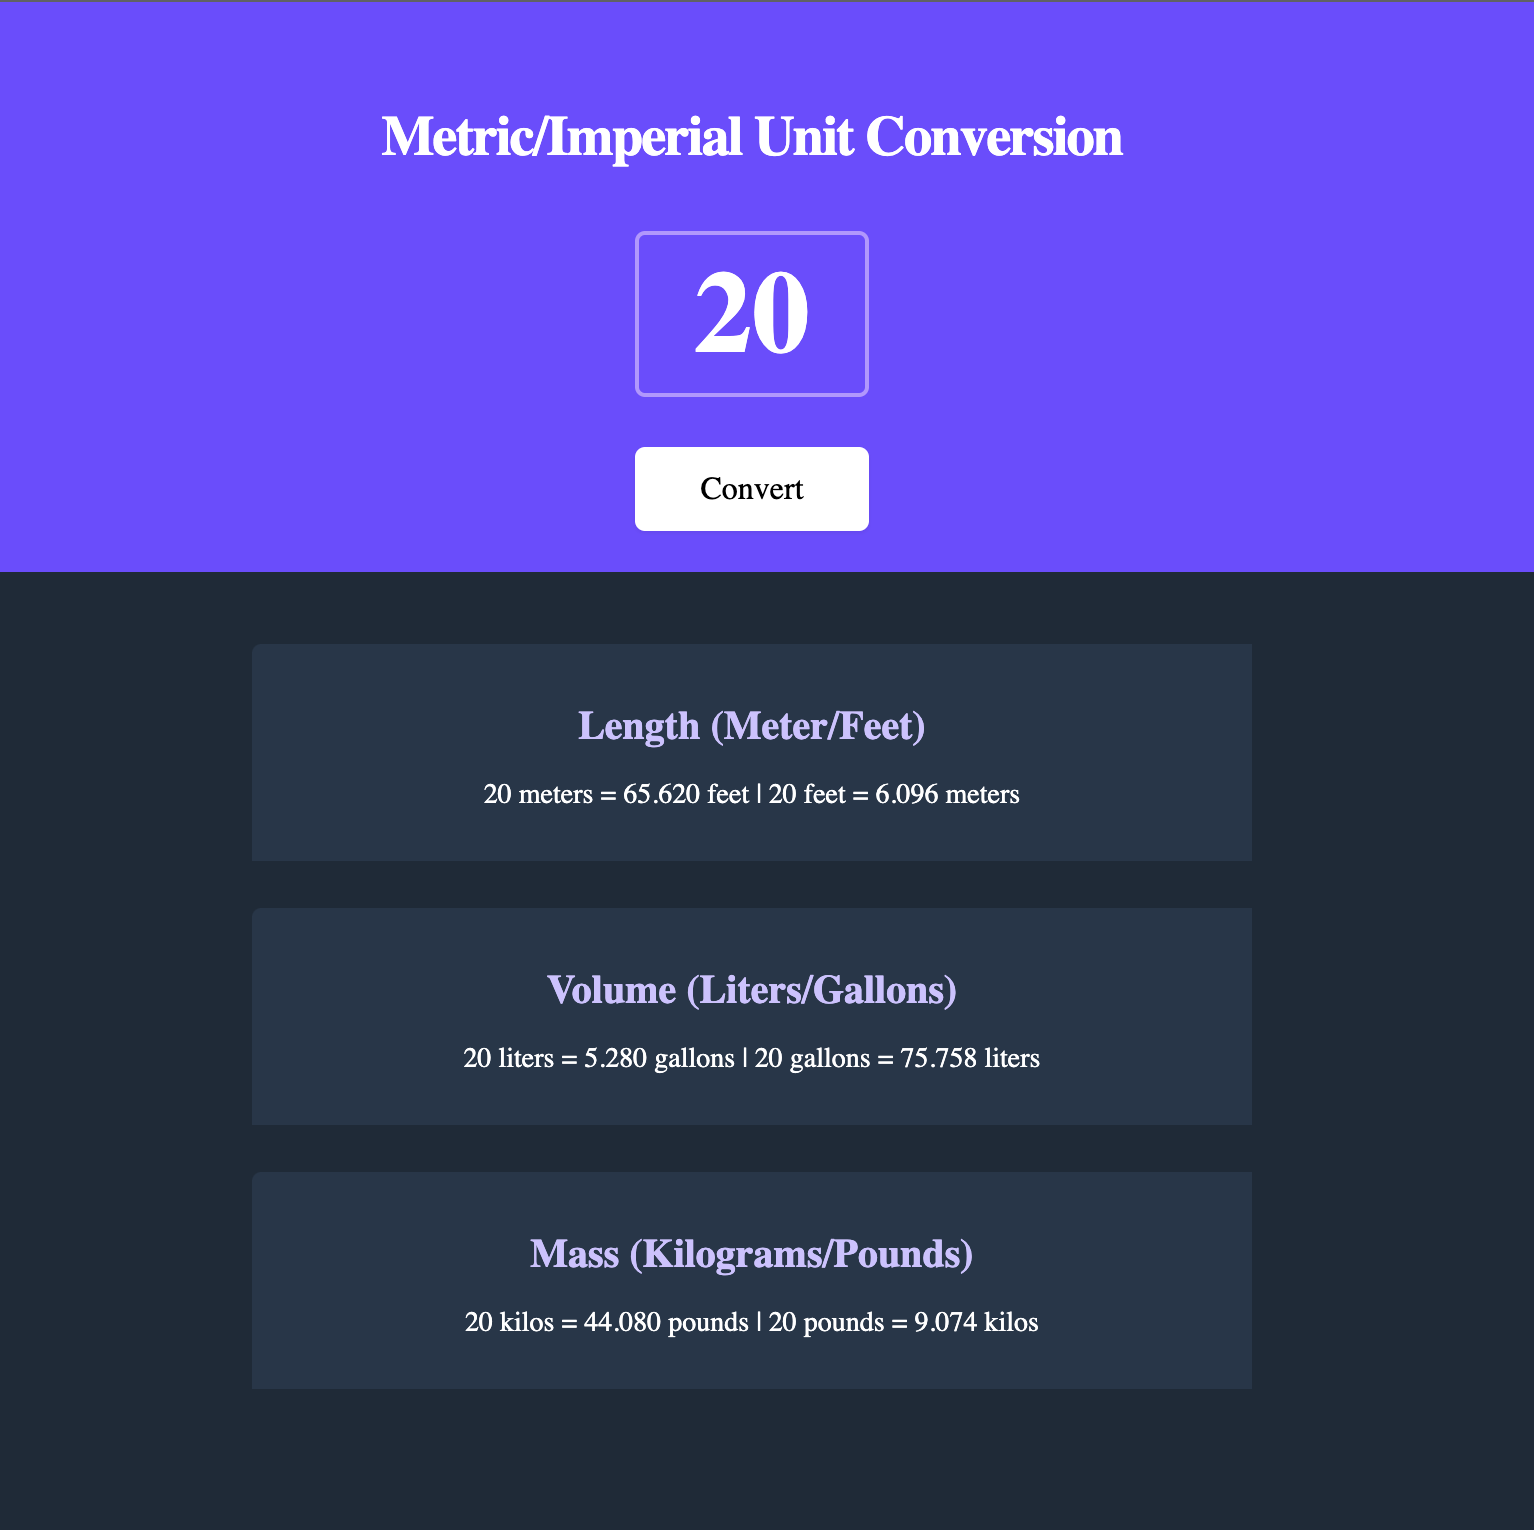 Metric/Imperial Unit Conversion
20
Convert
Length (Meter/Feet)
20 meters = 65.620 feet | 20 feet = 6.096 meters
Volume (Liters/Gallons)
20 liters = 5.280 gallons | 20 gallons = 75.758 liters
Mass (Kilograms/Pounds)
20 kilos = 44.080 pounds | 20 pounds = 9.074 kilos